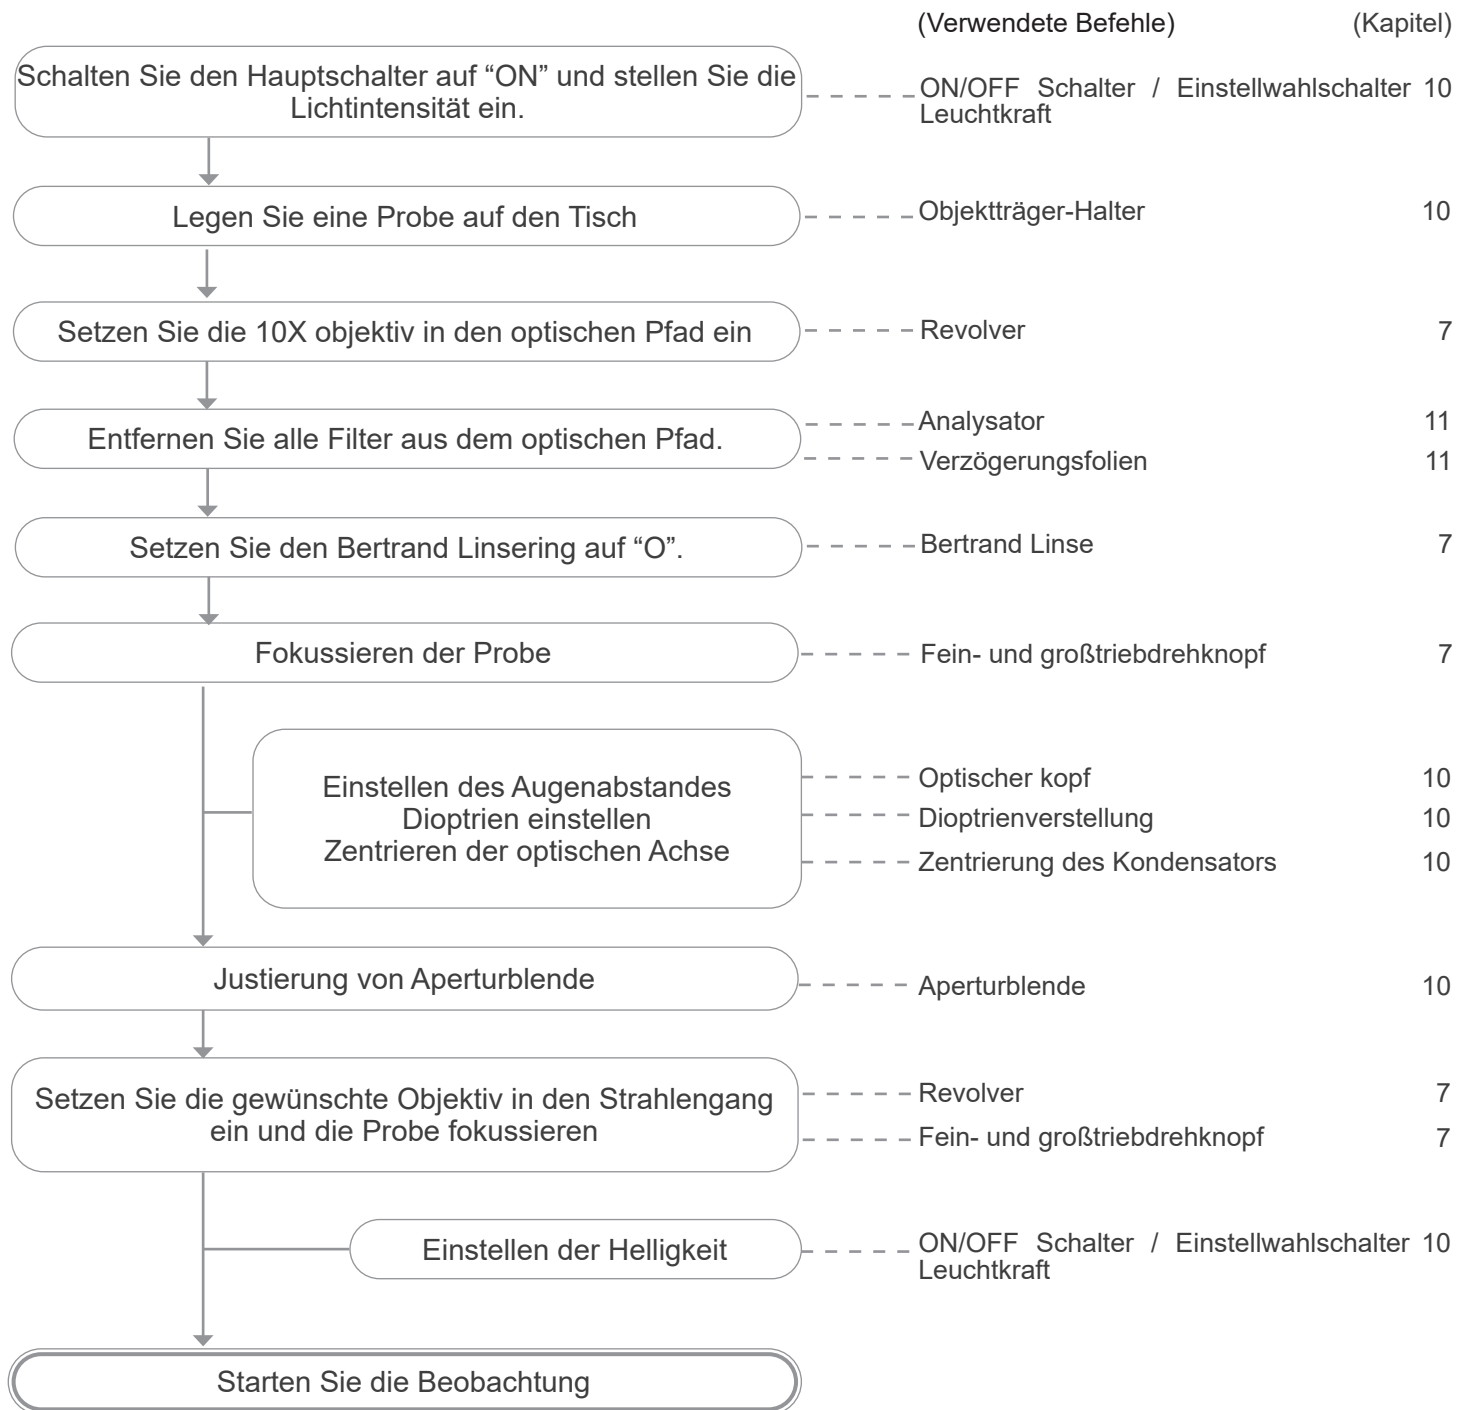 (Verwendete Befehle) (Kapitel)
Schalten Sie den Hauptschalter auf “ON” und stellen Sie die
Lichtintensität ein.
ON/OFF Schalter / Einstellwahlschalter 10
Leuchtkraft
Legen Sie eine Probe auf den Tisch
Objektträger-Halter 10
Setzen Sie die 10X objektiv in den optischen Pfad ein
Revolver 7
Entfernen Sie alle Filter aus dem optischen Pfad.
Analysator 11
Verzögerungsfolien 11
Setzen Sie den Bertrand Linsering auf “O”.
Bertrand Linse 7
Fokussieren der Probe
Fein- und großtriebdrehknopf 7
Einstellen des Augenabstandes
Dioptrien einstellen
Zentrieren der optischen Achse
Optischer kopf 10
Dioptrienverstellung 10
Zentrierung des Kondensators 10
Justierung von Aperturblende
Aperturblende 10
Setzen Sie die gewünschte Objektiv in den Strahlengang
ein und die Probe fokussieren
Revolver 7
Fein- und großtriebdrehknopf 7
Einstellen der Helligkeit
ON/OFF Schalter / Einstellwahlschalter 10
Leuchtkraft
Starten Sie die Beobachtung